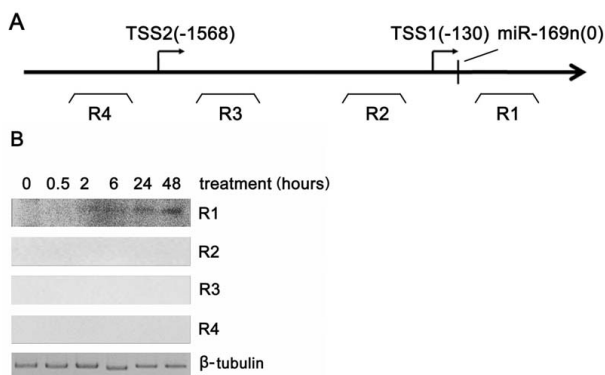 A
TSS2(-1568) TSS1(-130) miR-169n(0)
R4 R3 R2 R1
B
0 0.5 2 6 24 48 treatment (hours)
R1
R2
R3
R4
β-tubulin